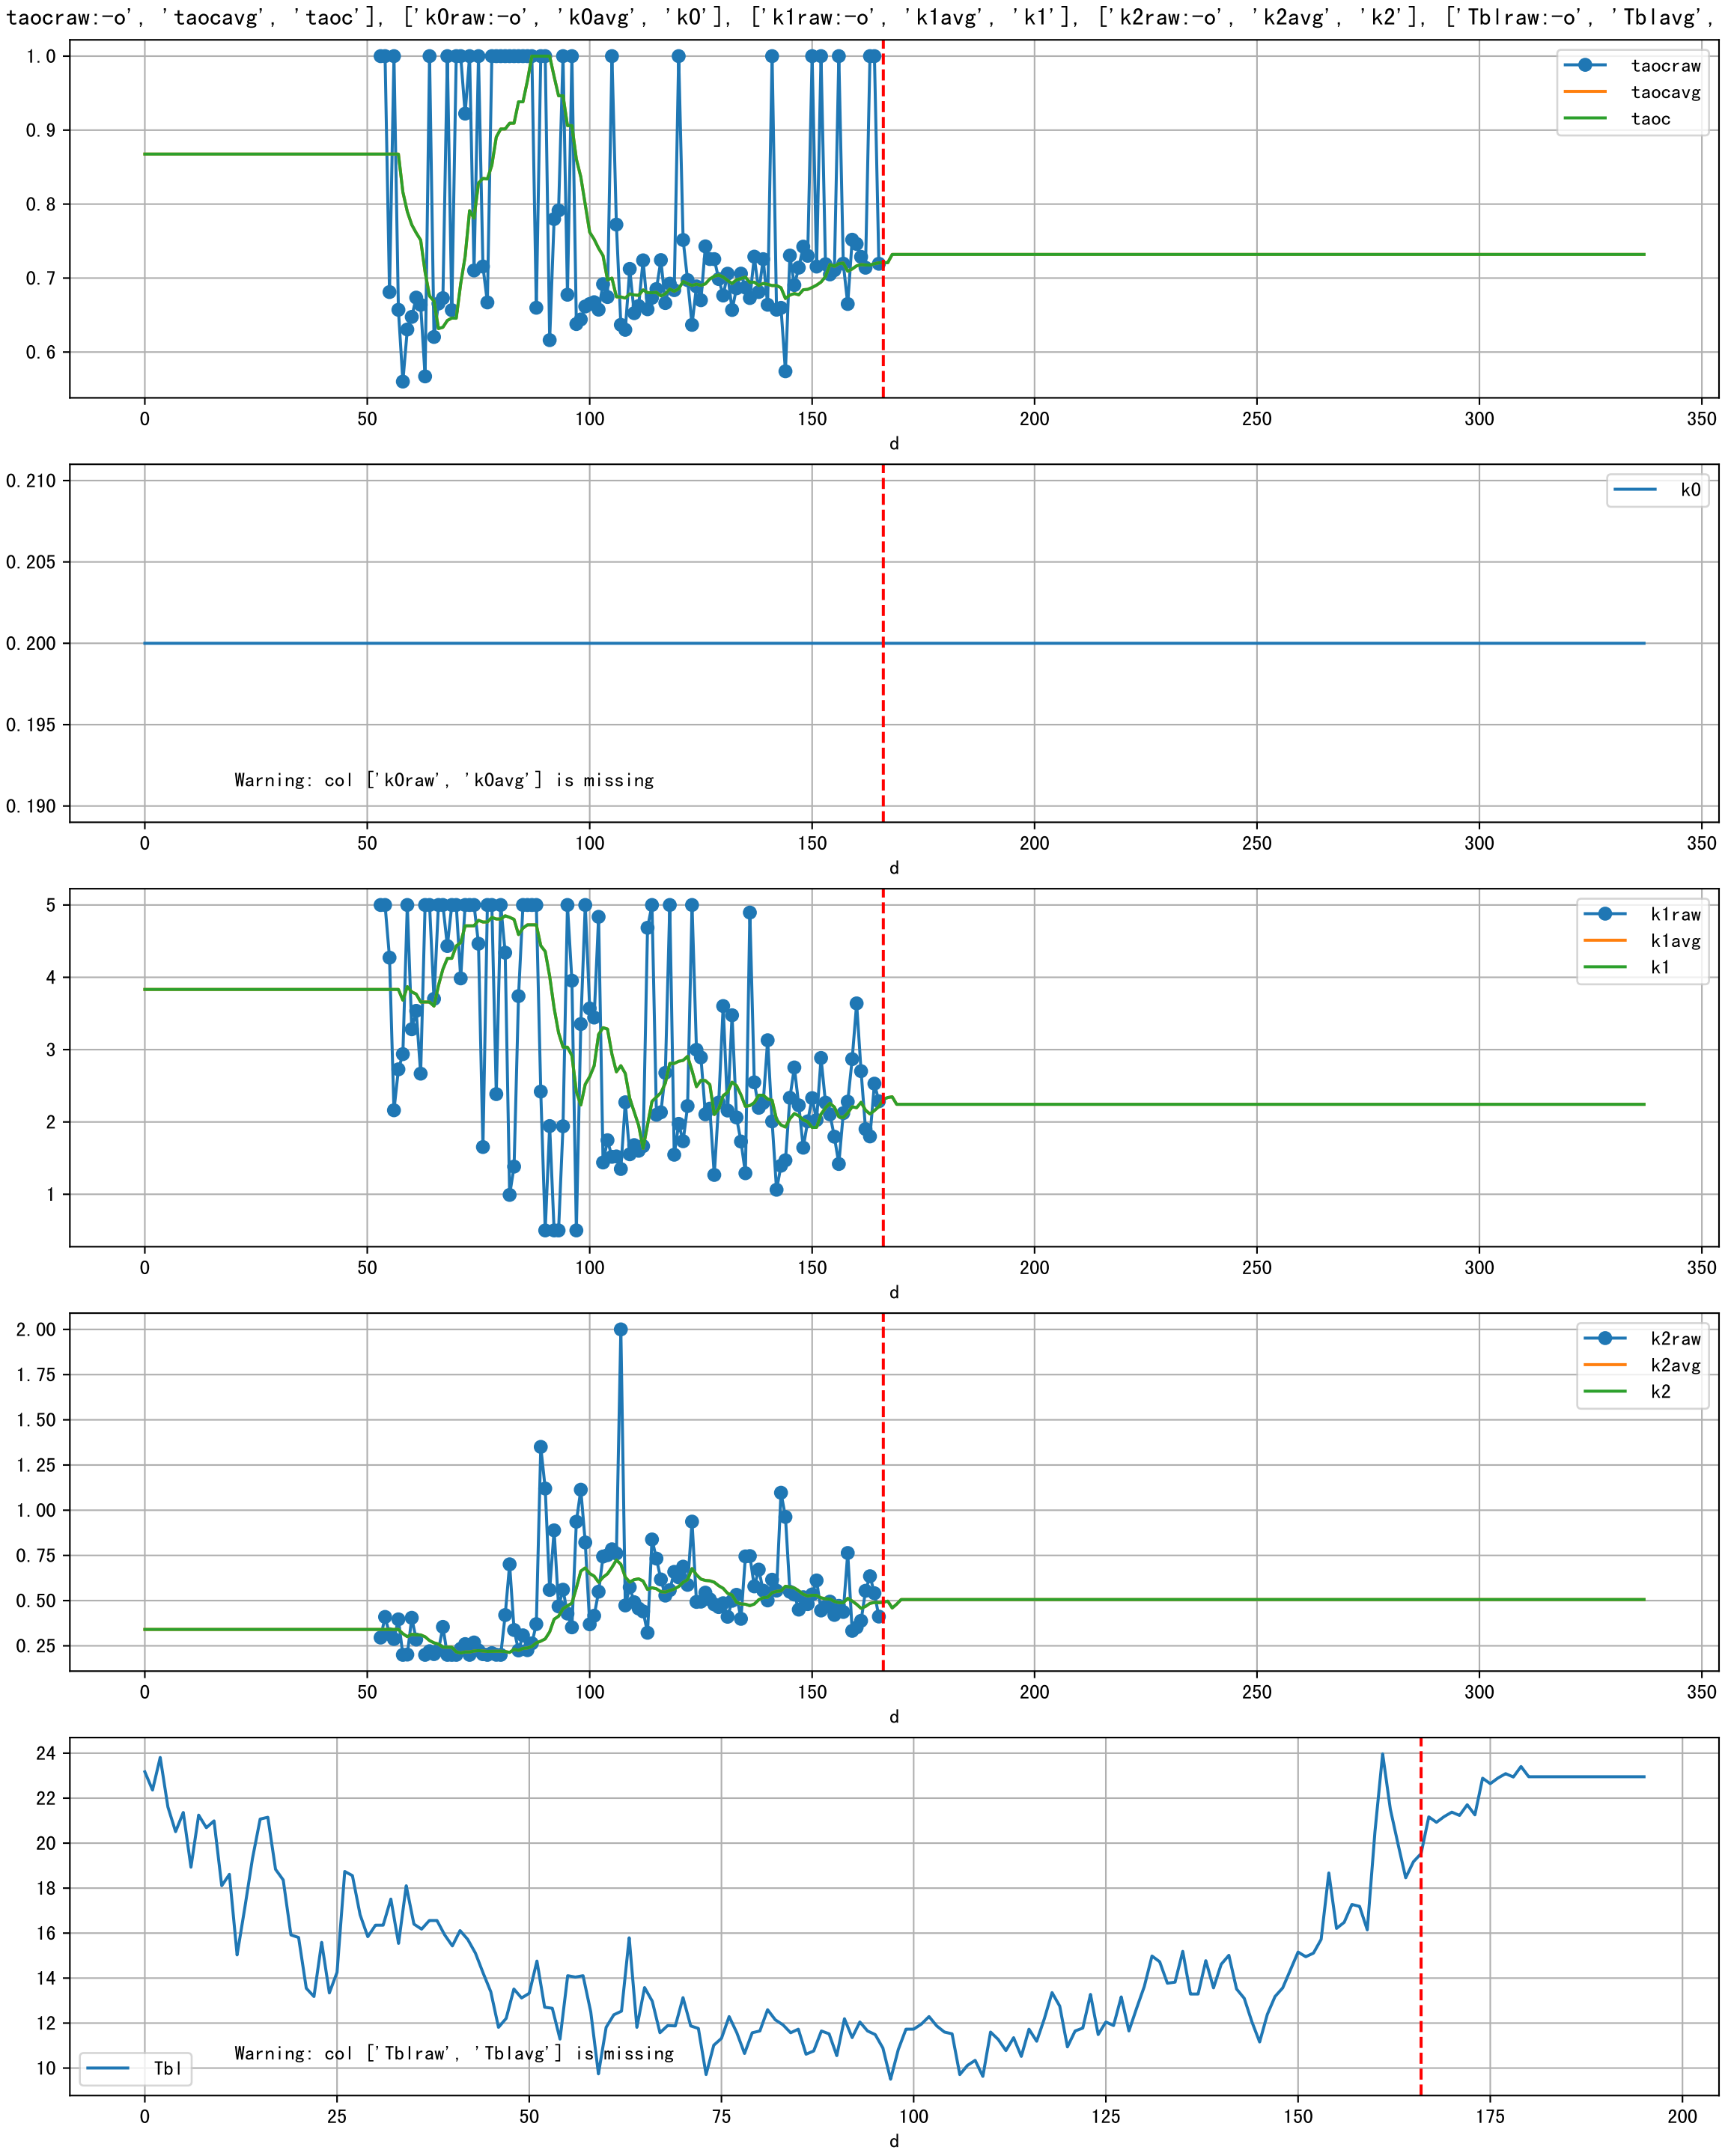 taocraw:-o', 'taocavg', 'taoc'], ['k0raw:-o', 'k0avg', 'k0'], ['k1raw:-o', 'k1avg', 'k1'], ['k2raw:-o', 'k2avg', 'k2'], ['Tblraw:-o', 'Tblavg',
1.0
0.9
0.8
0.7
0.6
taocraw
taocavg
taoc
0 50 100 150 200 250 300 350
d
0.210
0.205
0.200
0.195
0.190
k0
Warning: col ['k0raw', 'k0avg'] is missing
0 50 100 150 200 250 300 350
d
5
4
3
2
1
k1raw
k1avg
k1
0 50 100 150 200 250 300 350
d
2.00
1.75
1.50
1.25
1.00
0.75
0.50
0.25
k2raw
k2avg
k2
0 50 100 150 200 250 300 350
d
24
22
20
18
16
14
12
10
Warning: col ['Tblraw', 'Tblavg'] is missing
Tbl
0 25 50 75 100 125 150 175 200
d